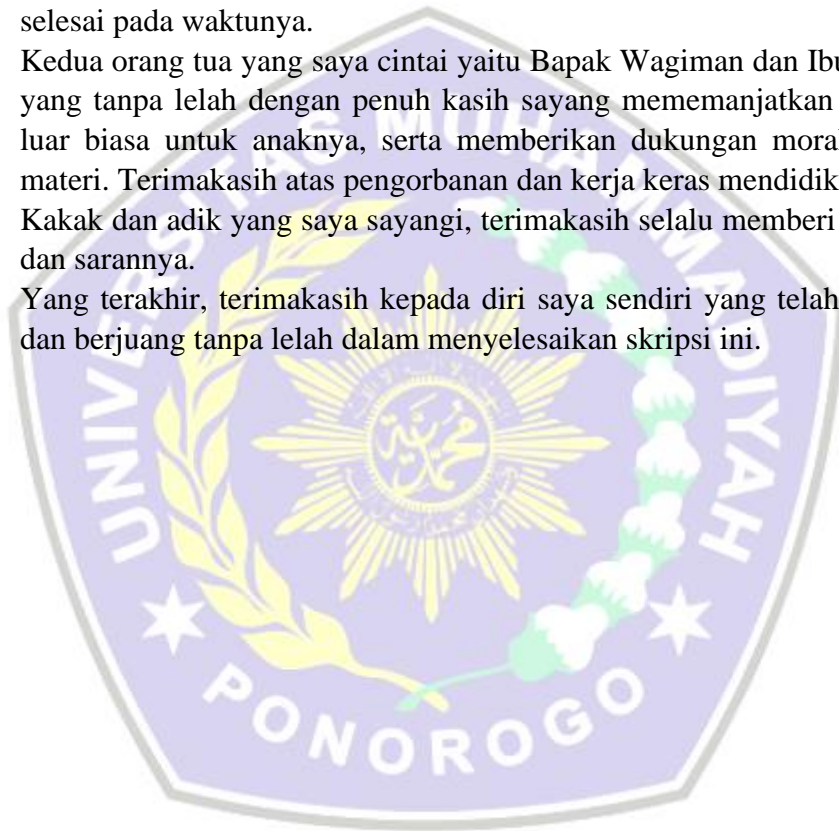 selesai pada waktunya.
Kedua orang tua yang saya cintai yaitu Bapak Wagiman dan Ibu
yang tanpa lelah dengan penuh kasih sayang mememanjatkan
luar biasa untuk anaknya, serta memberikan dukungan mora
materi. Terimakasih atas pengorbanan dan kerja keras mendidik
Kakak dan adik yang saya sayangi, terimakasih selalu memberi
dan sarannya.
Yang terakhir, terimakasih kepada diri saya sendiri yang telah
dan berjuang tanpa lelah dalam menyelesaikan skripsi ini.
UNIVERSITAS MUHAMMADIYAH
PONOROGO